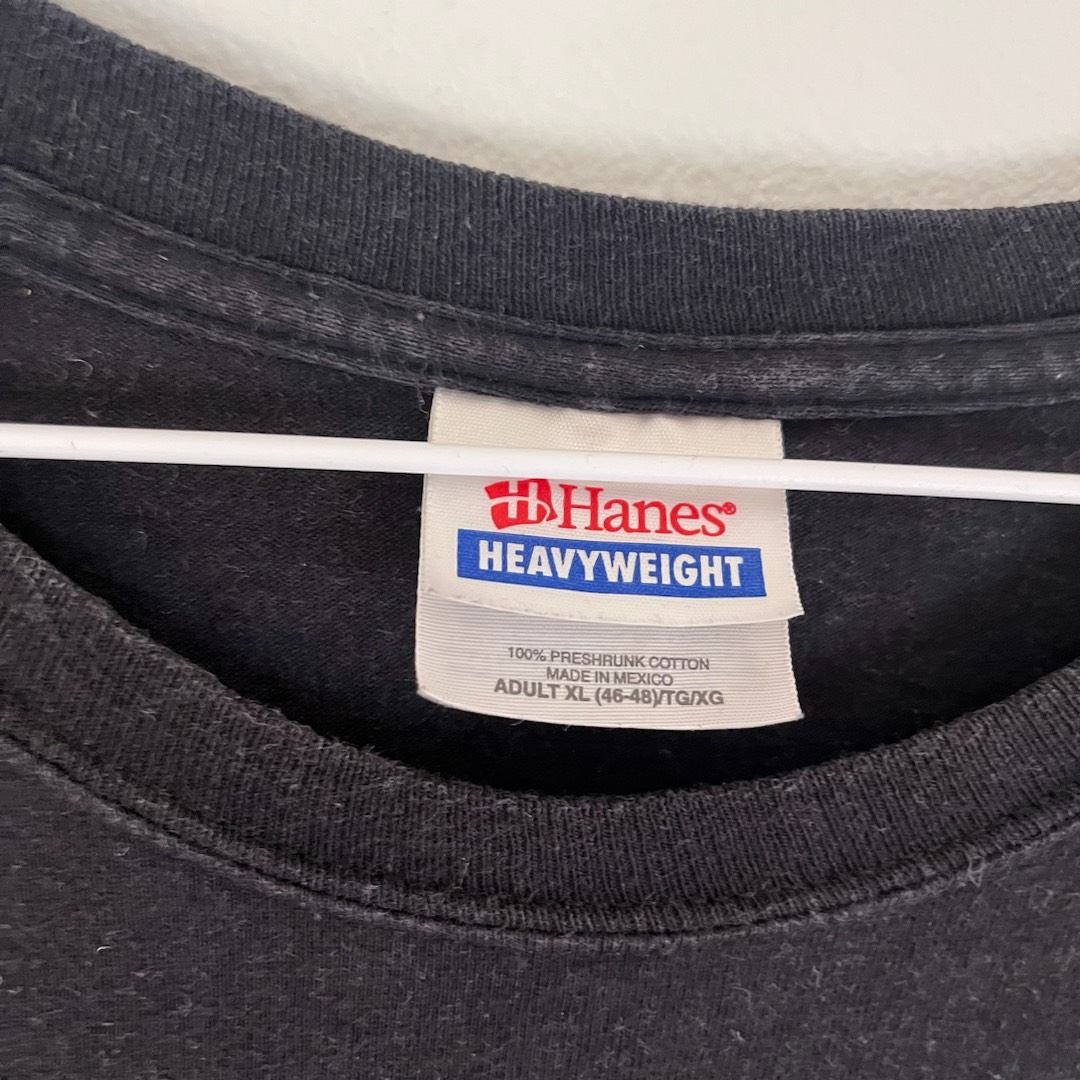 Hanes®
HEAVYWEIGHT
100% PRESHRUNK COTTON
MADE IN MEXICO
ADULT XL (46-48)/TG/XG